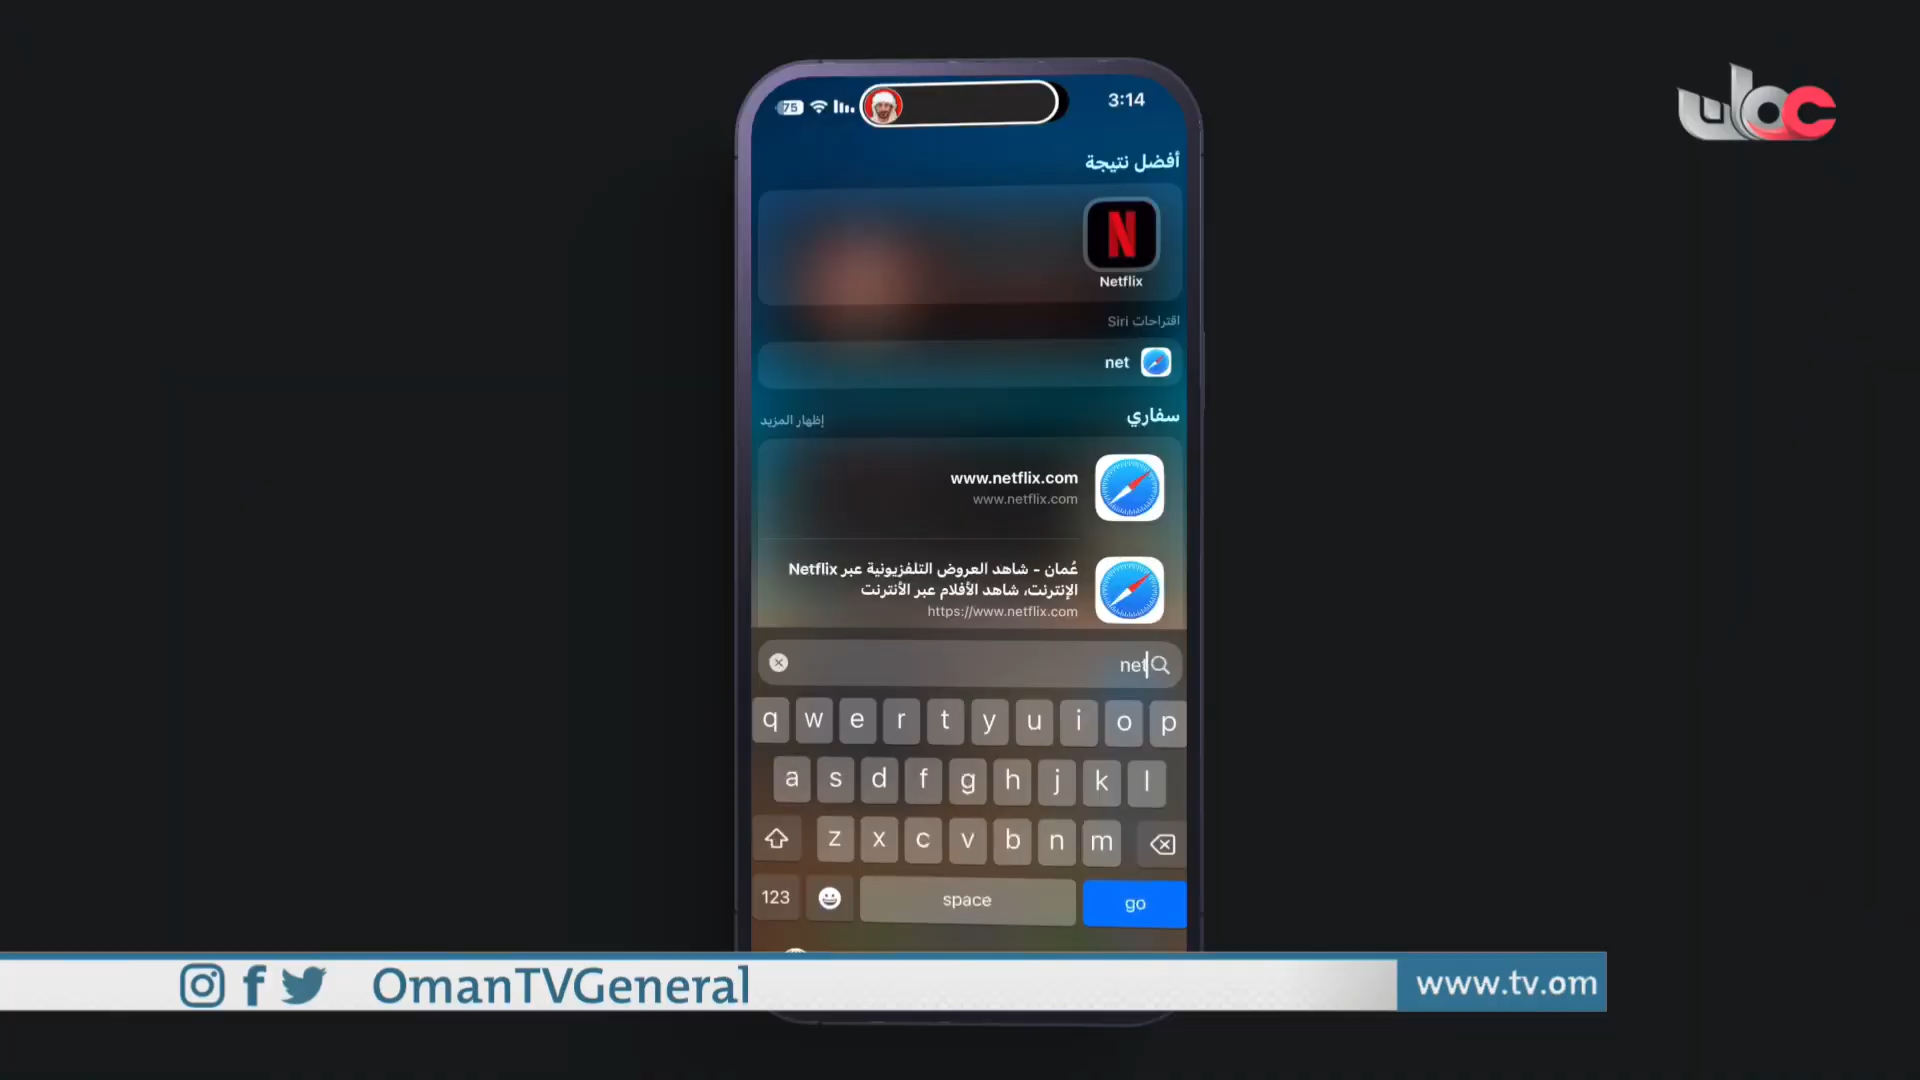 75
3:14
عمان
أفضل نتيجة
Netflix
اقتراحات Siri
net
سفاري
إظهار المزيد
www.netflix.com
www.netflix.com
عُمان - شاهد العروض التلفزيونية عبر Netflix
الإنترنت، شاهد الأفلام عبر الأنترنت
https://www.netflix.com
net
q w e r t y u i o p
a s d f g h j k l
z x c v b n m
123 space go
OmanTVGeneral
www.tv.om